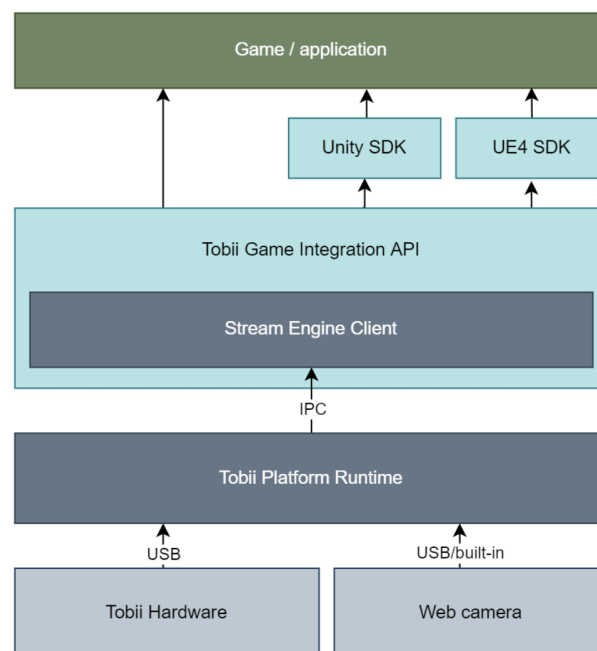 Game / application
Unity SDK
UE4 SDK
Tobii Game Integration API
Stream Engine Client
IPC
Tobii Platform Runtime
USB
USB/built-in
Tobii Hardware
Web camera